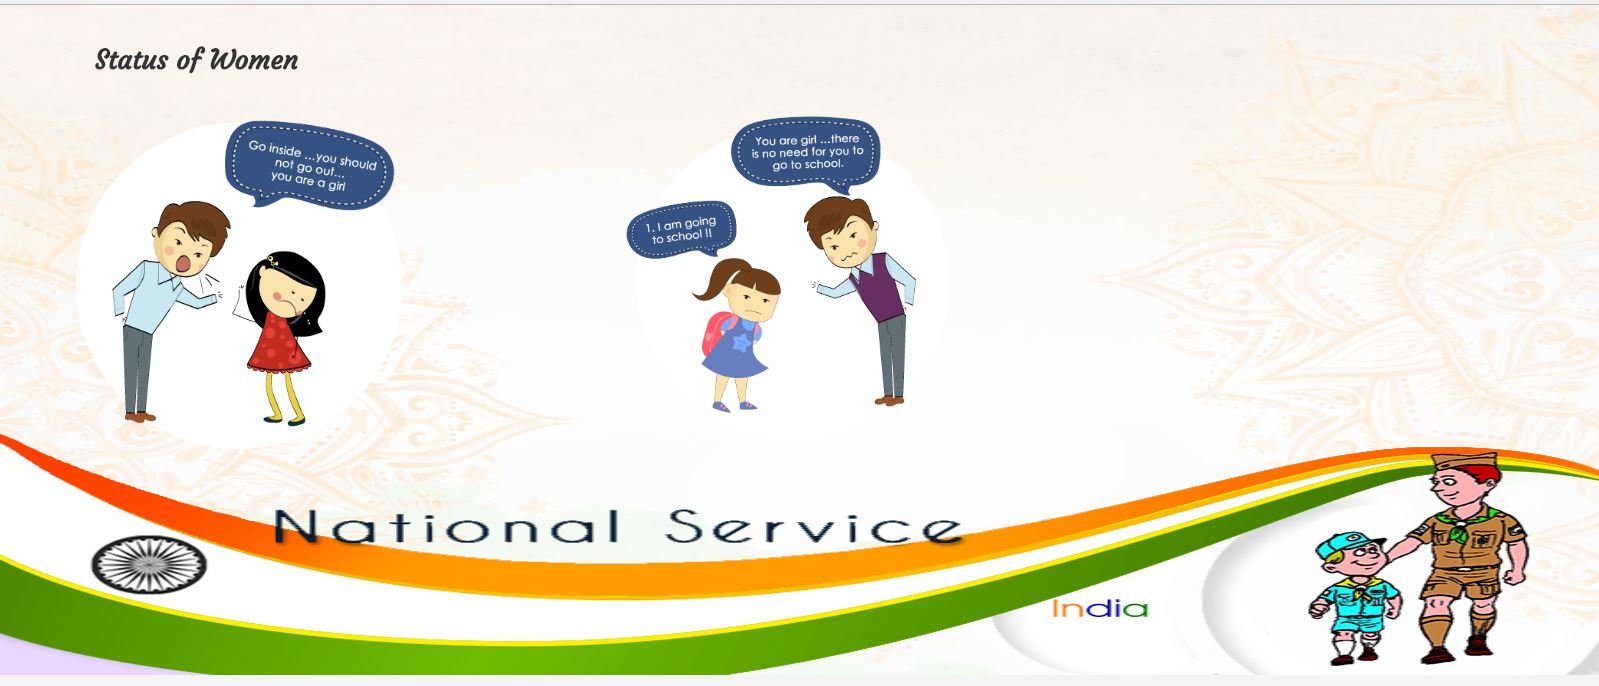 Status of Women
Go inside ...you should
not go out...
you are a girl
You are girl ...there
is no need for you to
go to school.
1. I am going
to school !!
National Service
India